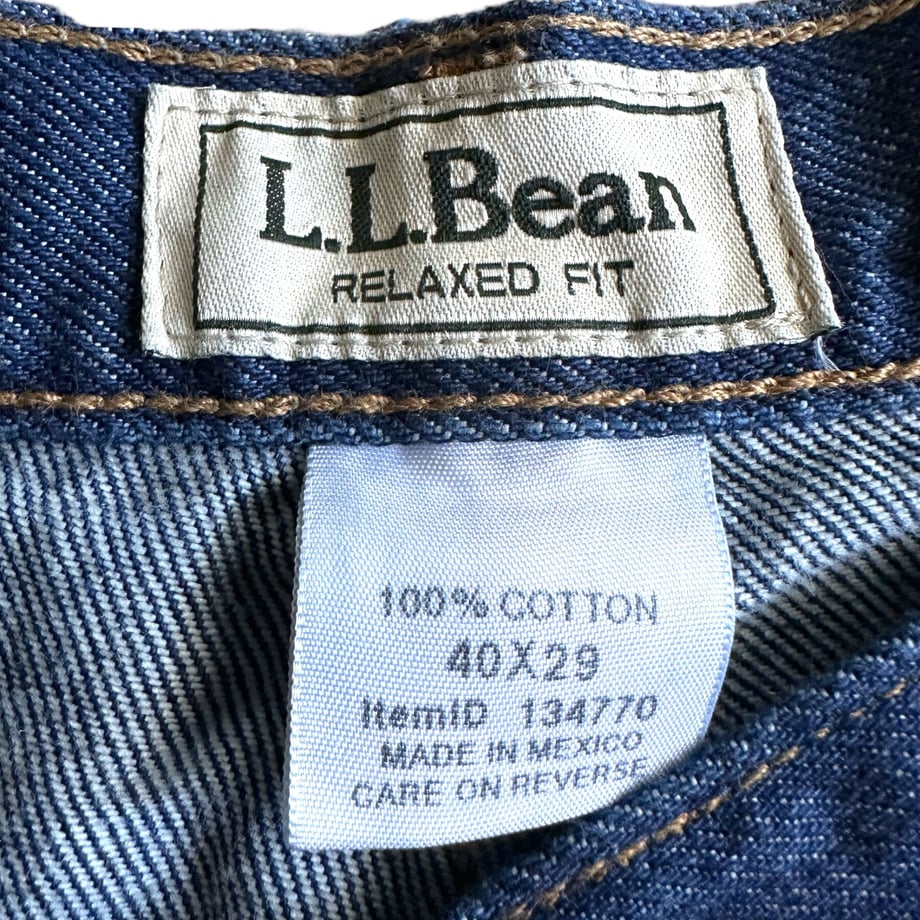 L.L.Bean
RELAXED FIT
100% COTTON
40X29
ItemID 134770
MADE IN MEXICO
CARE ON REVERSE